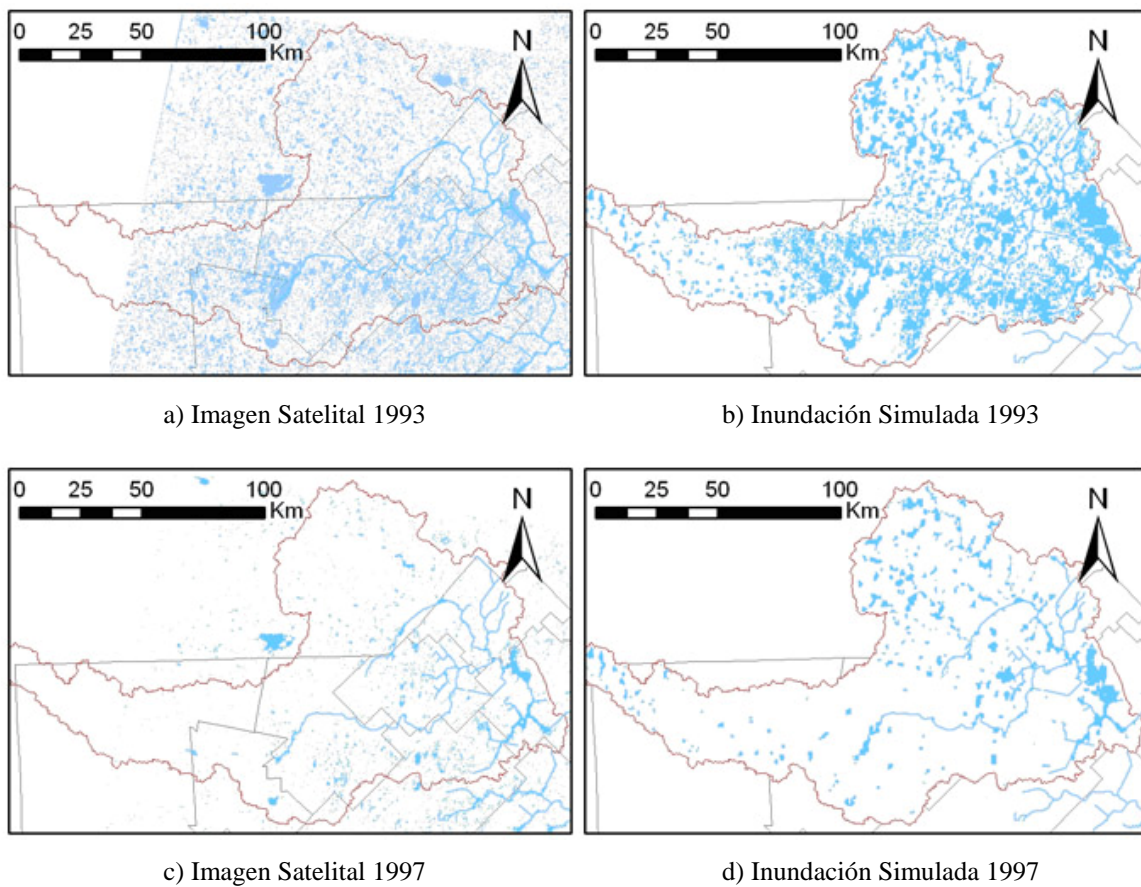 0 25 50 100
Km
N
0 25 50 100
Km
N
a) Imagen Satelital 1993
b) Inundación Simulada 1993
0 25 50 100
Km
N
0 25 50 100
Km
N
c) Imagen Satelital 1997
d) Inundación Simulada 1997